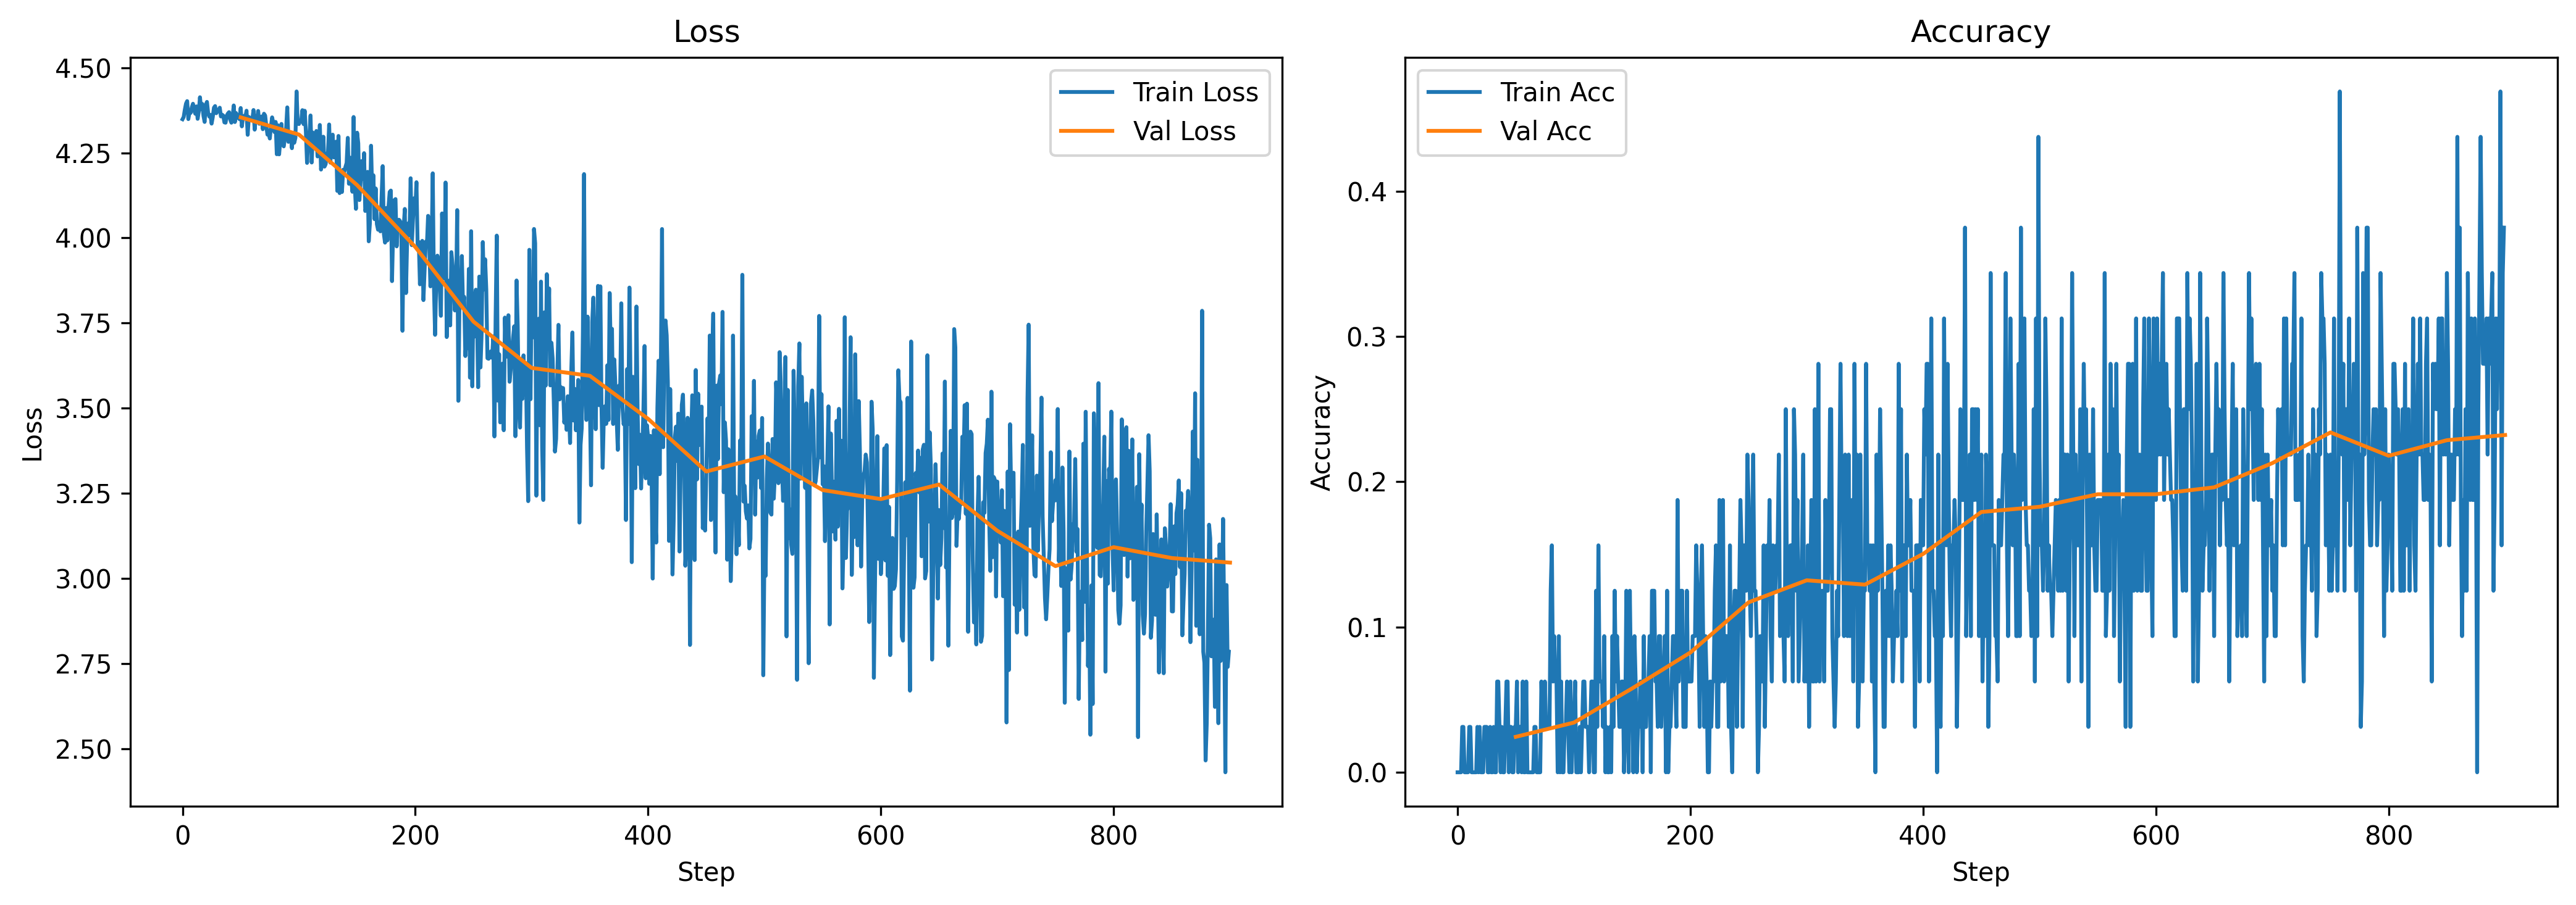 Loss
4.50
4.25
4.00
3.75
3.50
3.25
3.00
2.75
2.50
Loss
0 200 400 600 800
Step
Train Loss
Val Loss
Accuracy
0.4
0.3
0.2
0.1
0.0
Accuracy
0 200 400 600 800
Step
Train Acc
Val Acc